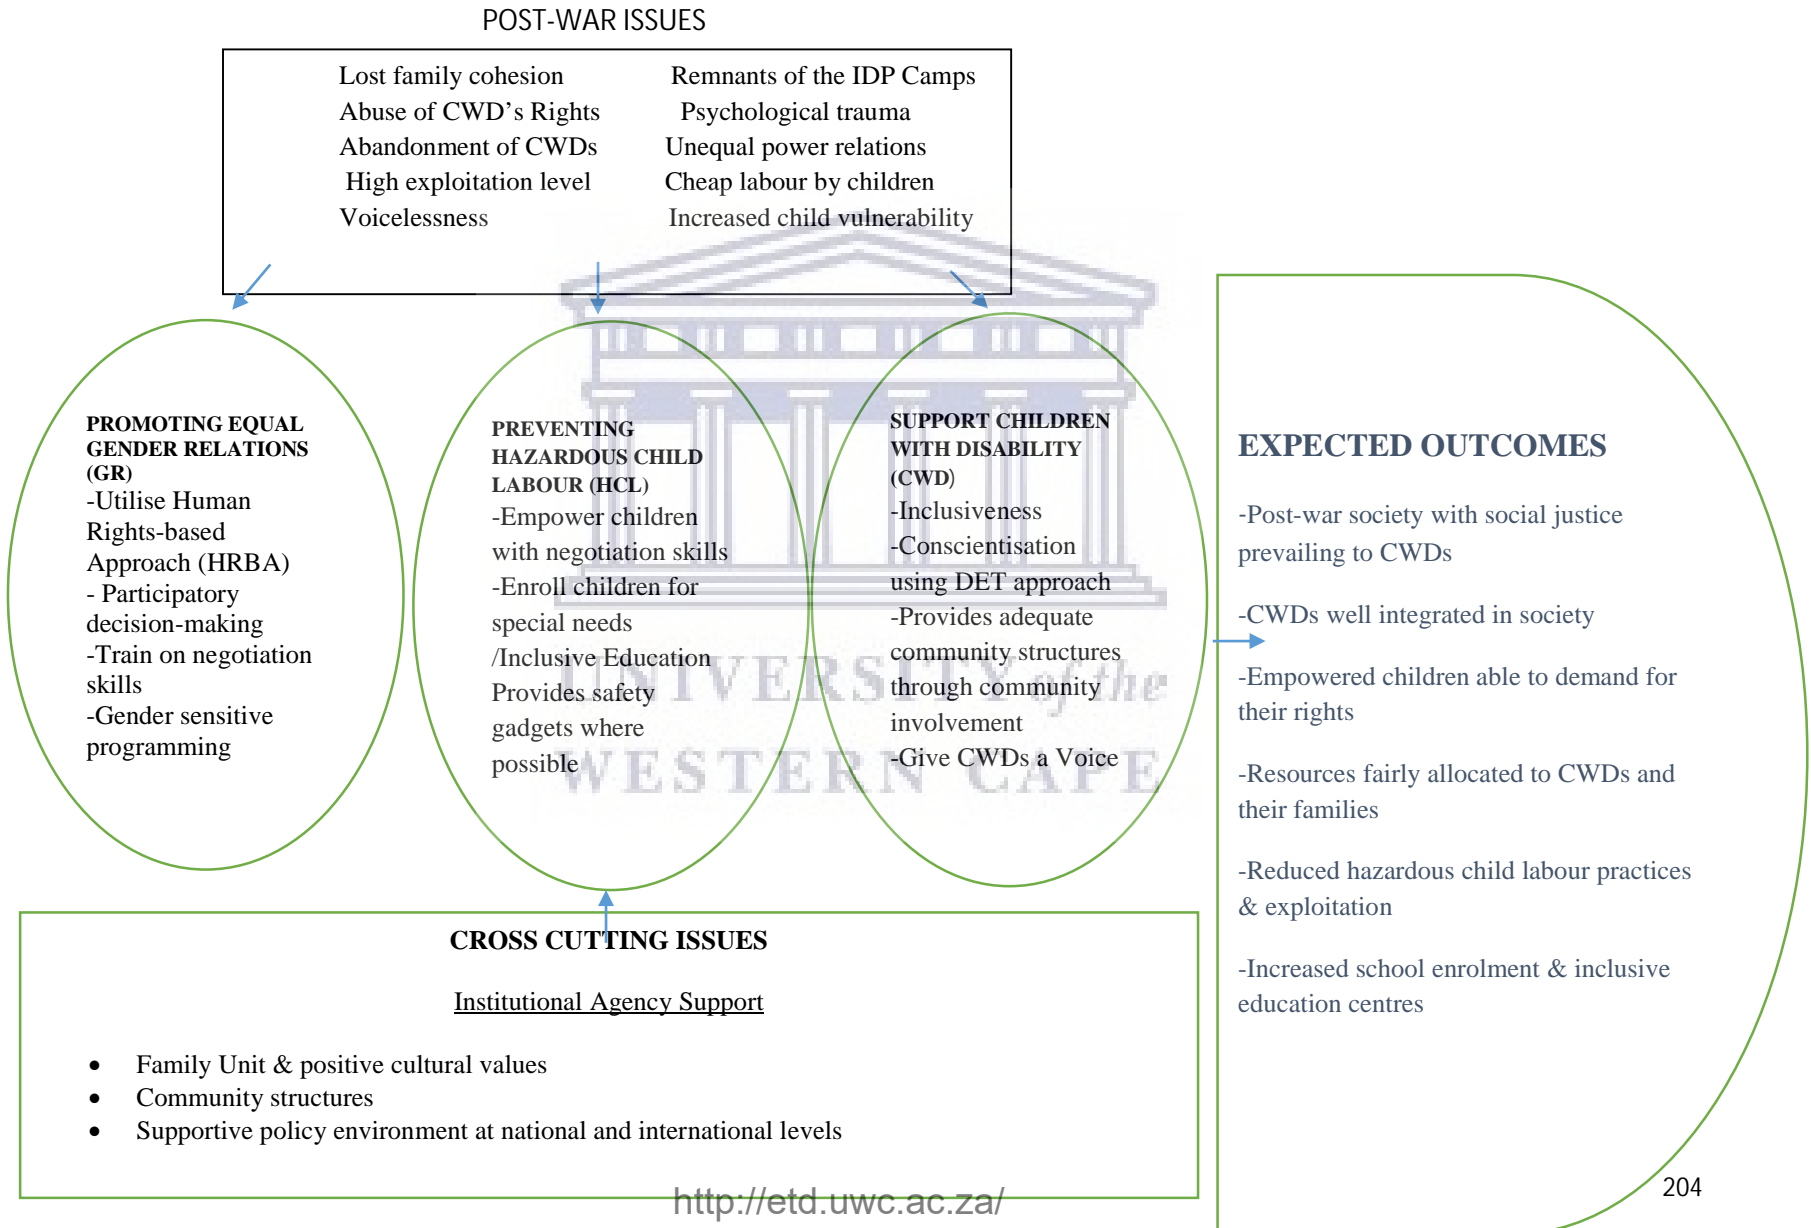 POST-WAR ISSUES
Lost family cohesion Remnants of the IDP Camps
Abuse of CWD’s Rights Psychological trauma
Abandonment of CWDs Unequal power relations
High exploitation level Cheap labour by children
Voicelessness Increased child vulnerability
PROMOTING EQUAL
GENDER RELATIONS
(GR)
-Utilise Human
Rights-based
Approach (HRBA)
- Participatory
decision-making
-Train on negotiation
skills
-Gender sensitive
programming
PREVENTING
HAZARDOUS CHILD
LABOUR (HCL)
-Empower children
with negotiation skills
-Enroll children for
special needs
/Inclusive Education
Provides safety
gadgets where
possible
SUPPORT CHILDREN
WITH DISABILITY
(CWD)
-Inclusiveness
-Conscientisation
using DET approach
-Provides adequate
community structures
through community
involvement
-Give CWDs a Voice
EXPECTED OUTCOMES
-Post-war society with social justice
prevailing to CWDs
-CWDs well integrated in society
-Empowered children able to demand for
their rights
-Resources fairly allocated to CWDs and
their families
-Reduced hazardous child labour practices
& exploitation
-Increased school enrolment & inclusive
education centres
CROSS CUTTING ISSUES
Institutional Agency Support
• Family Unit & positive cultural values
• Community structures
• Supportive policy environment at national and international levels
UNIVERSITY of the
WESTERN CAPE
204
http://etd.uwc.ac.za/